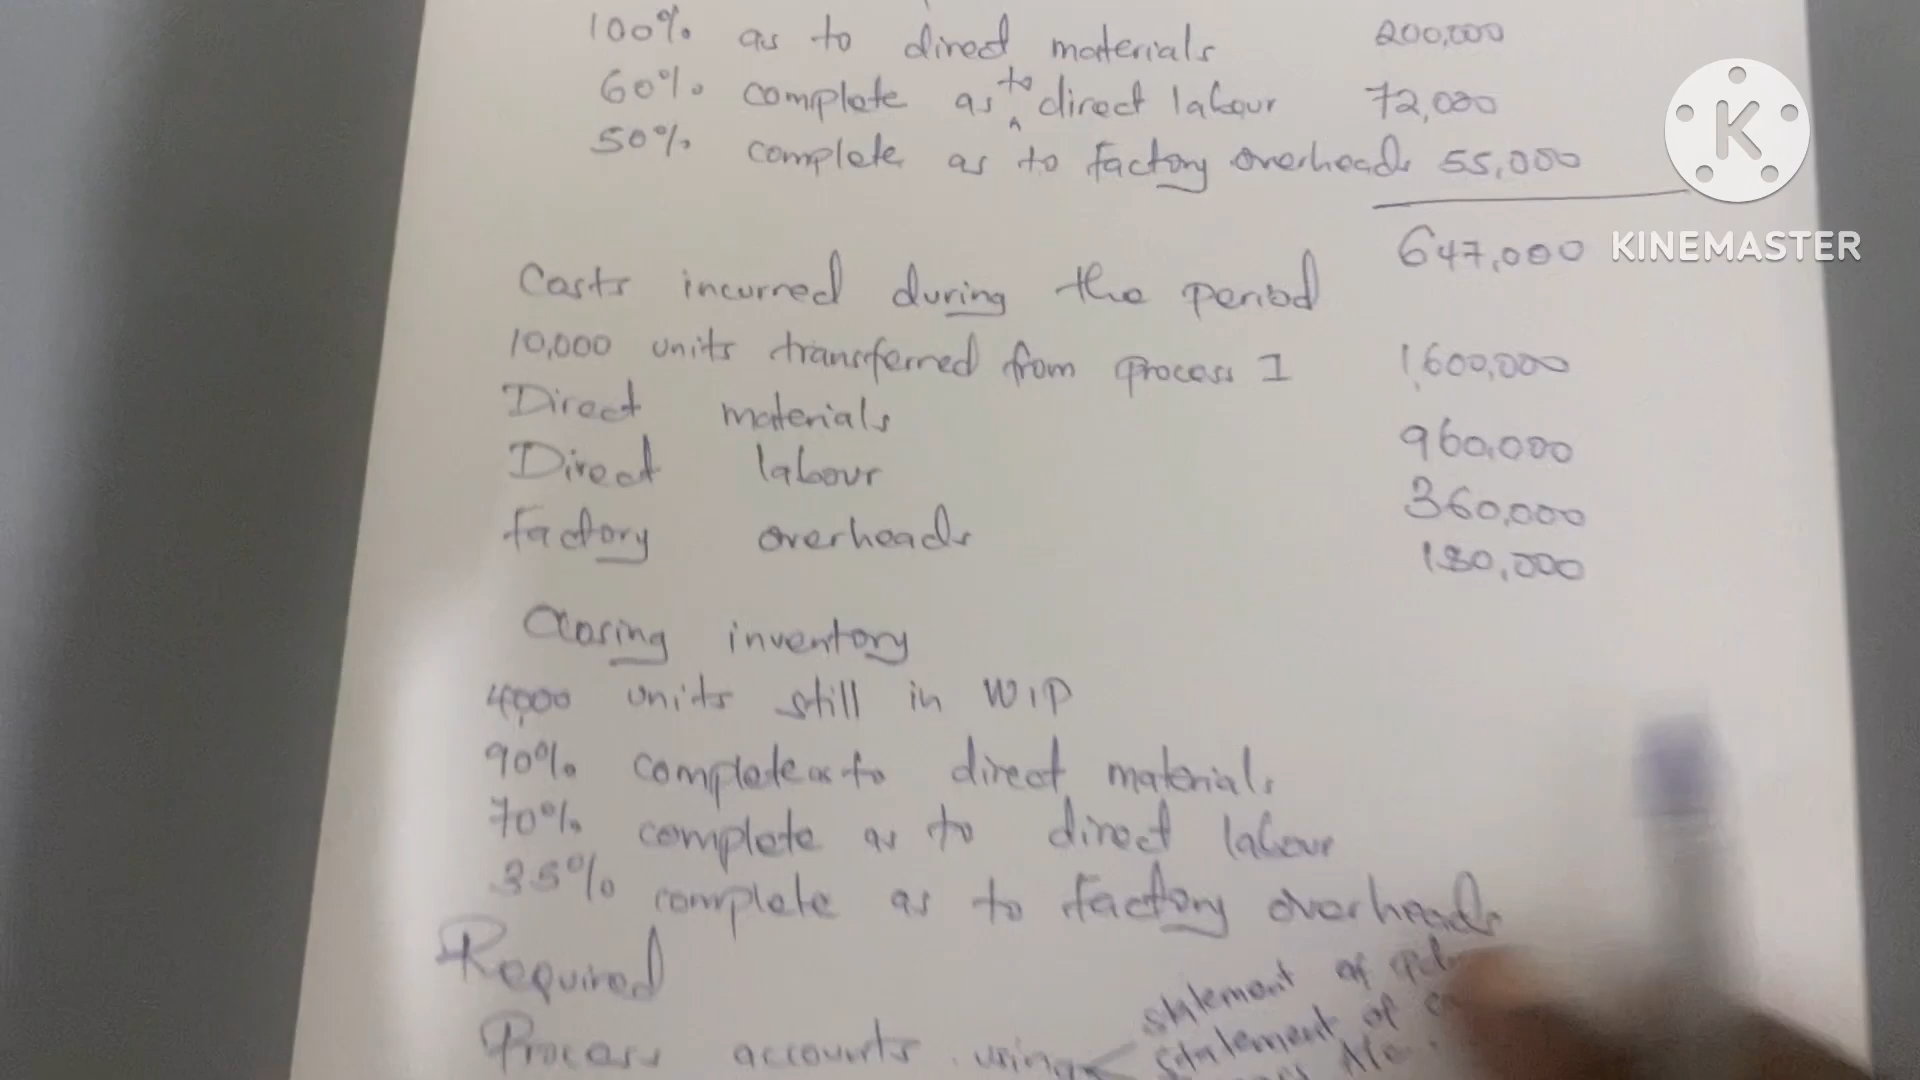 100% as to direct materials 200,000
60% complete as to direct labour 72,000
50% complete as to factory overheads 55,000
647,000
KINEMASTER
Costs incurred during the period
10,000 units transferred from process I 1,600,000
Direct materials 960,000
Direct labour 360,000
Factory overheads
Closing inventory
4,000 units still in WIP
90% complete as to direct materials
70% complete as to direct labour
35% complete as to factory overheads
Required
statement of
Process accounts using statement of
A/c